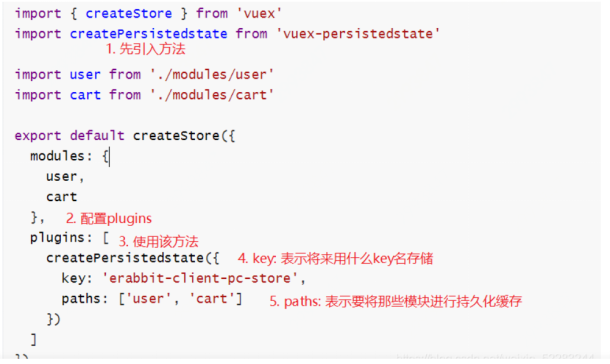 import { createStore } from 'vuex'
import createPersistedstate from 'vuex-persistedstate'
1. 先引入方法
import user from './modules/user'
import cart from './modules/cart'
export default createStore({
modules: {
user,
cart
}, 2. 配置plugins
plugins: [ 3. 使用该方法
createPersistedstate({ 4. key: 表示将来用什么key名存储
key: 'erabbit-client-pc-store',
paths: ['user', 'cart'] 5. paths: 表示要将那些模块进行持久化缓存
})
]
})